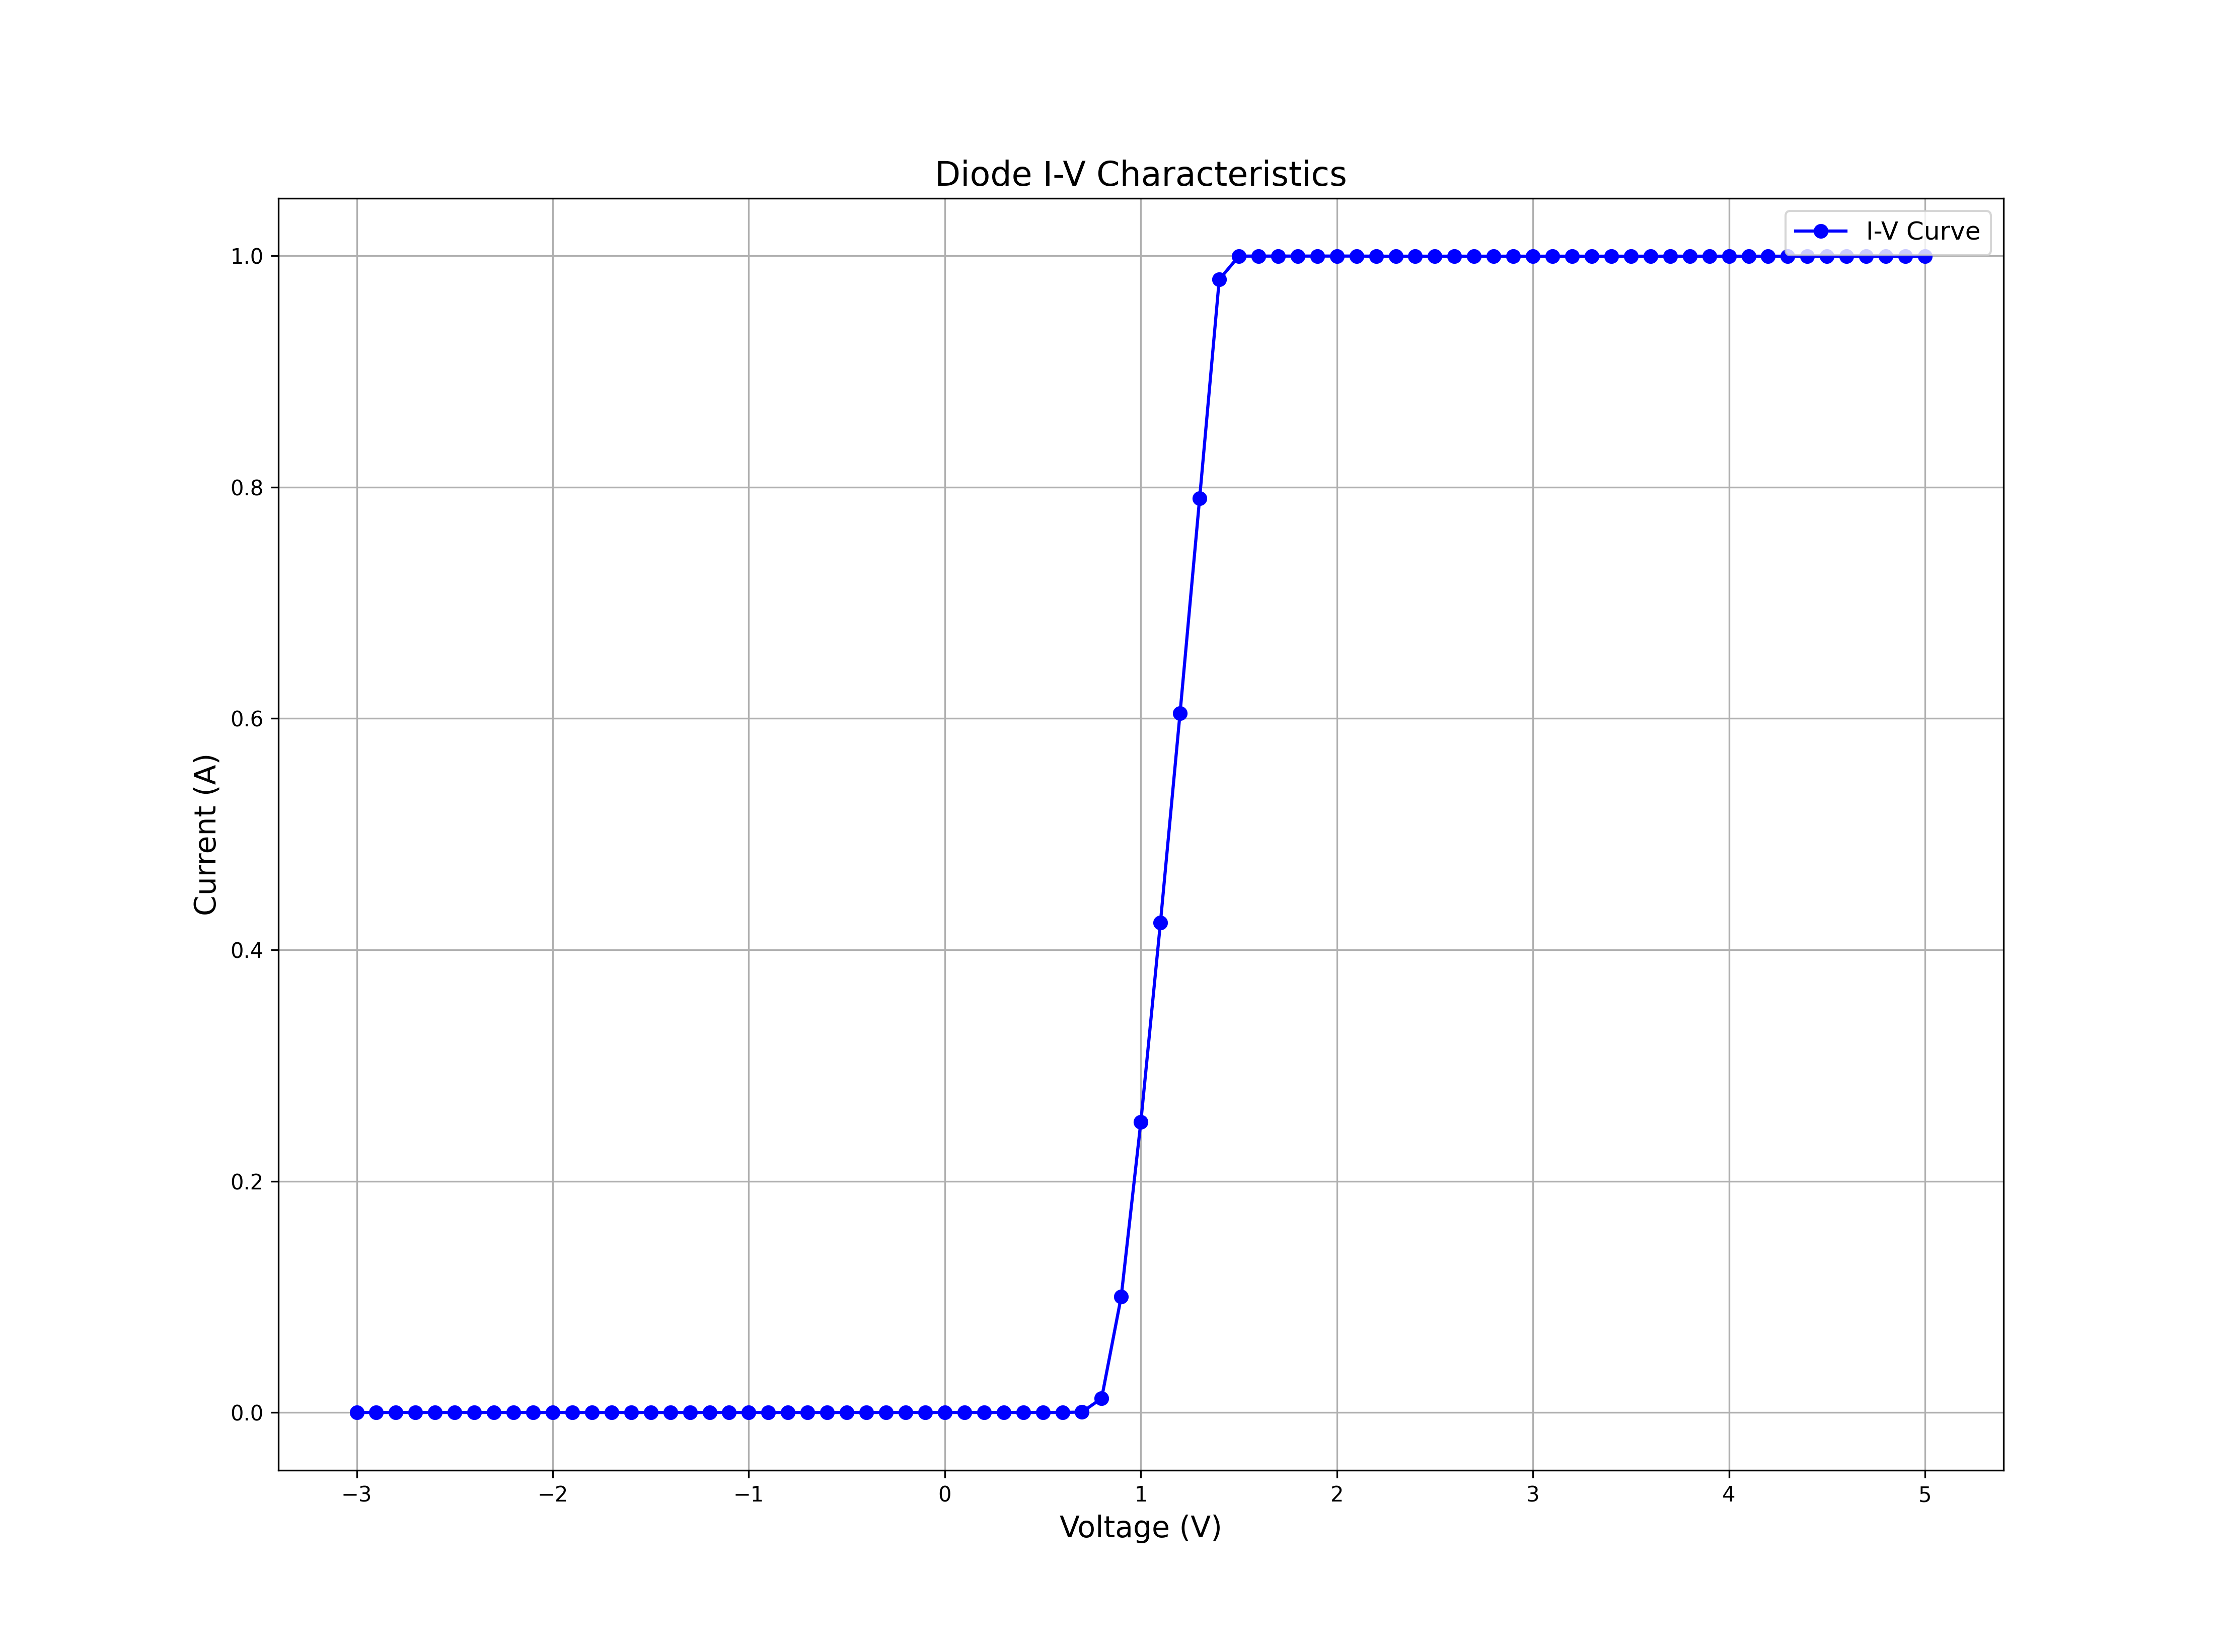 Diode I-V Characteristics
I-V Curve
1.0
0.8
0.6
0.4
0.2
0.0
Current (A)
−3 −2 −1 0 1 2 3 4 5
Voltage (V)